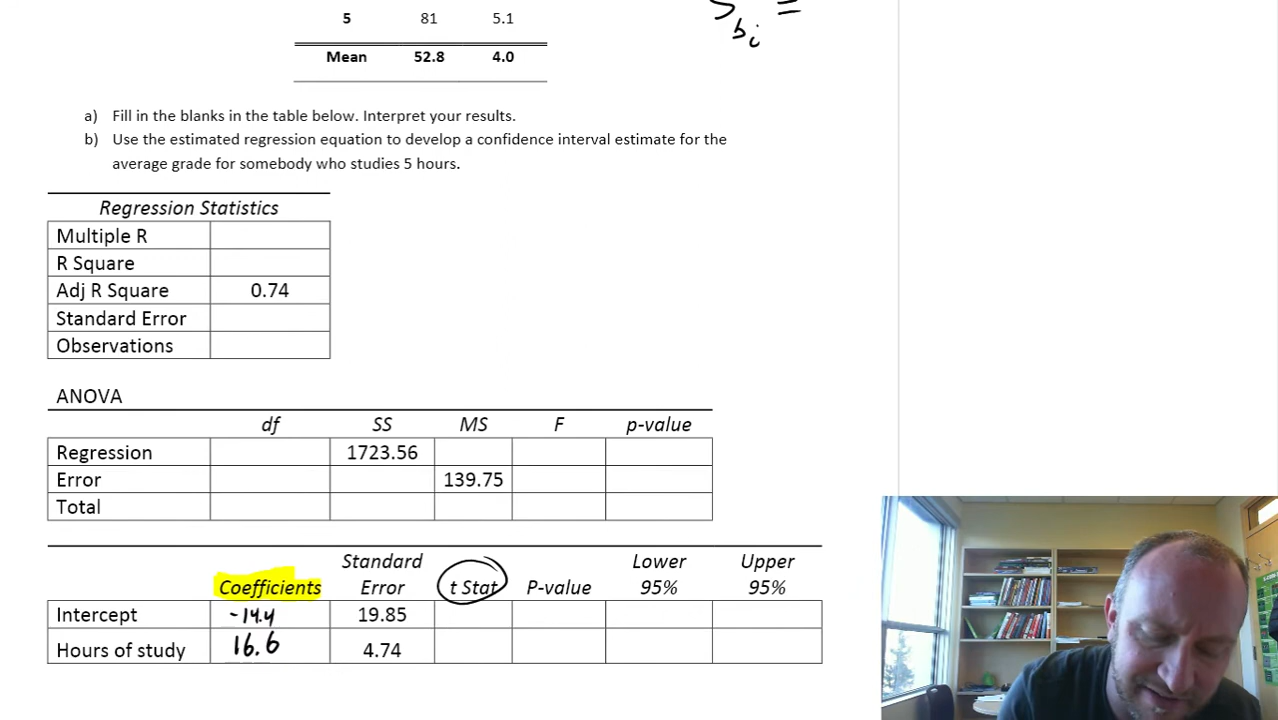 5 81 5.1
S_bi =
Mean 52.8 4.0
a) Fill in the blanks in the table below. Interpret your results.
b) Use the estimated regression equation to develop a confidence interval estimate for the
average grade for somebody who studies 5 hours.
Regression Statistics
Multiple R
R Square
Adj R Square 0.74
Standard Error
Observations
ANOVA
df SS MS F p-value
Regression 1723.56
Error 139.75
Total
Coefficients Standard Error t Stat P-value Lower 95% Upper 95%
Intercept -14.4 19.85
Hours of study 16.6 4.74